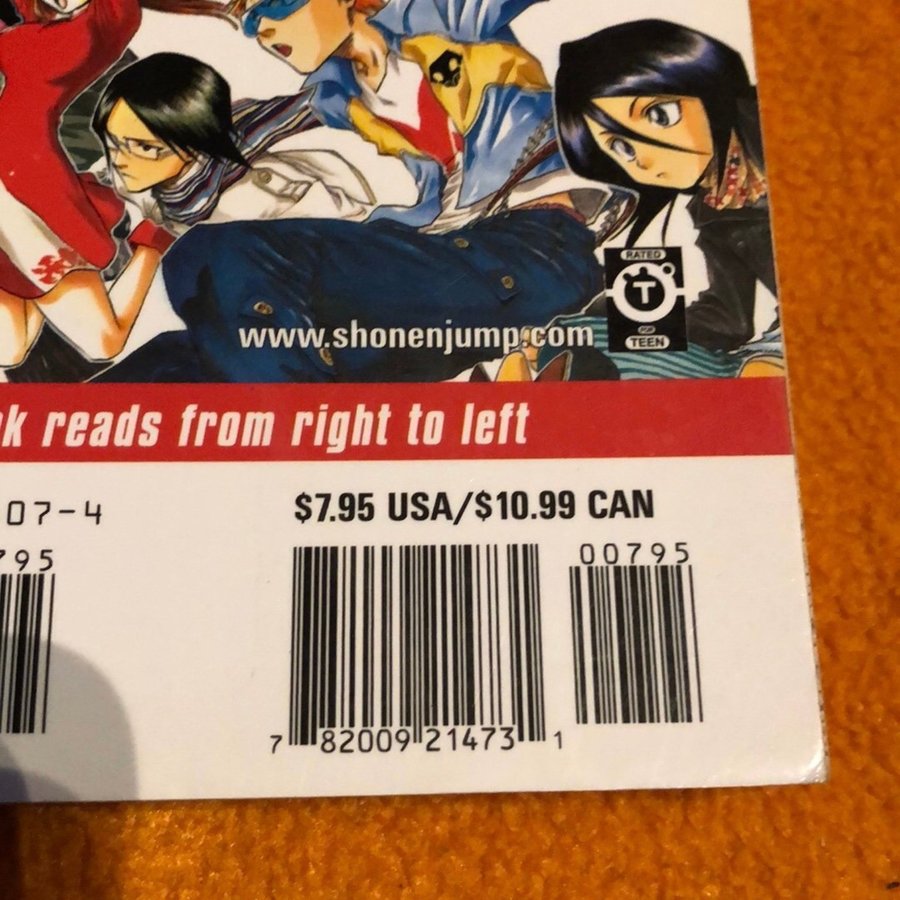 RATED
T
FOR
TEEN
www.shonenjump.com
k reads from right to left
07-4
$7.95 USA/$10.99 CAN
795
00795
7 82009 21473 1